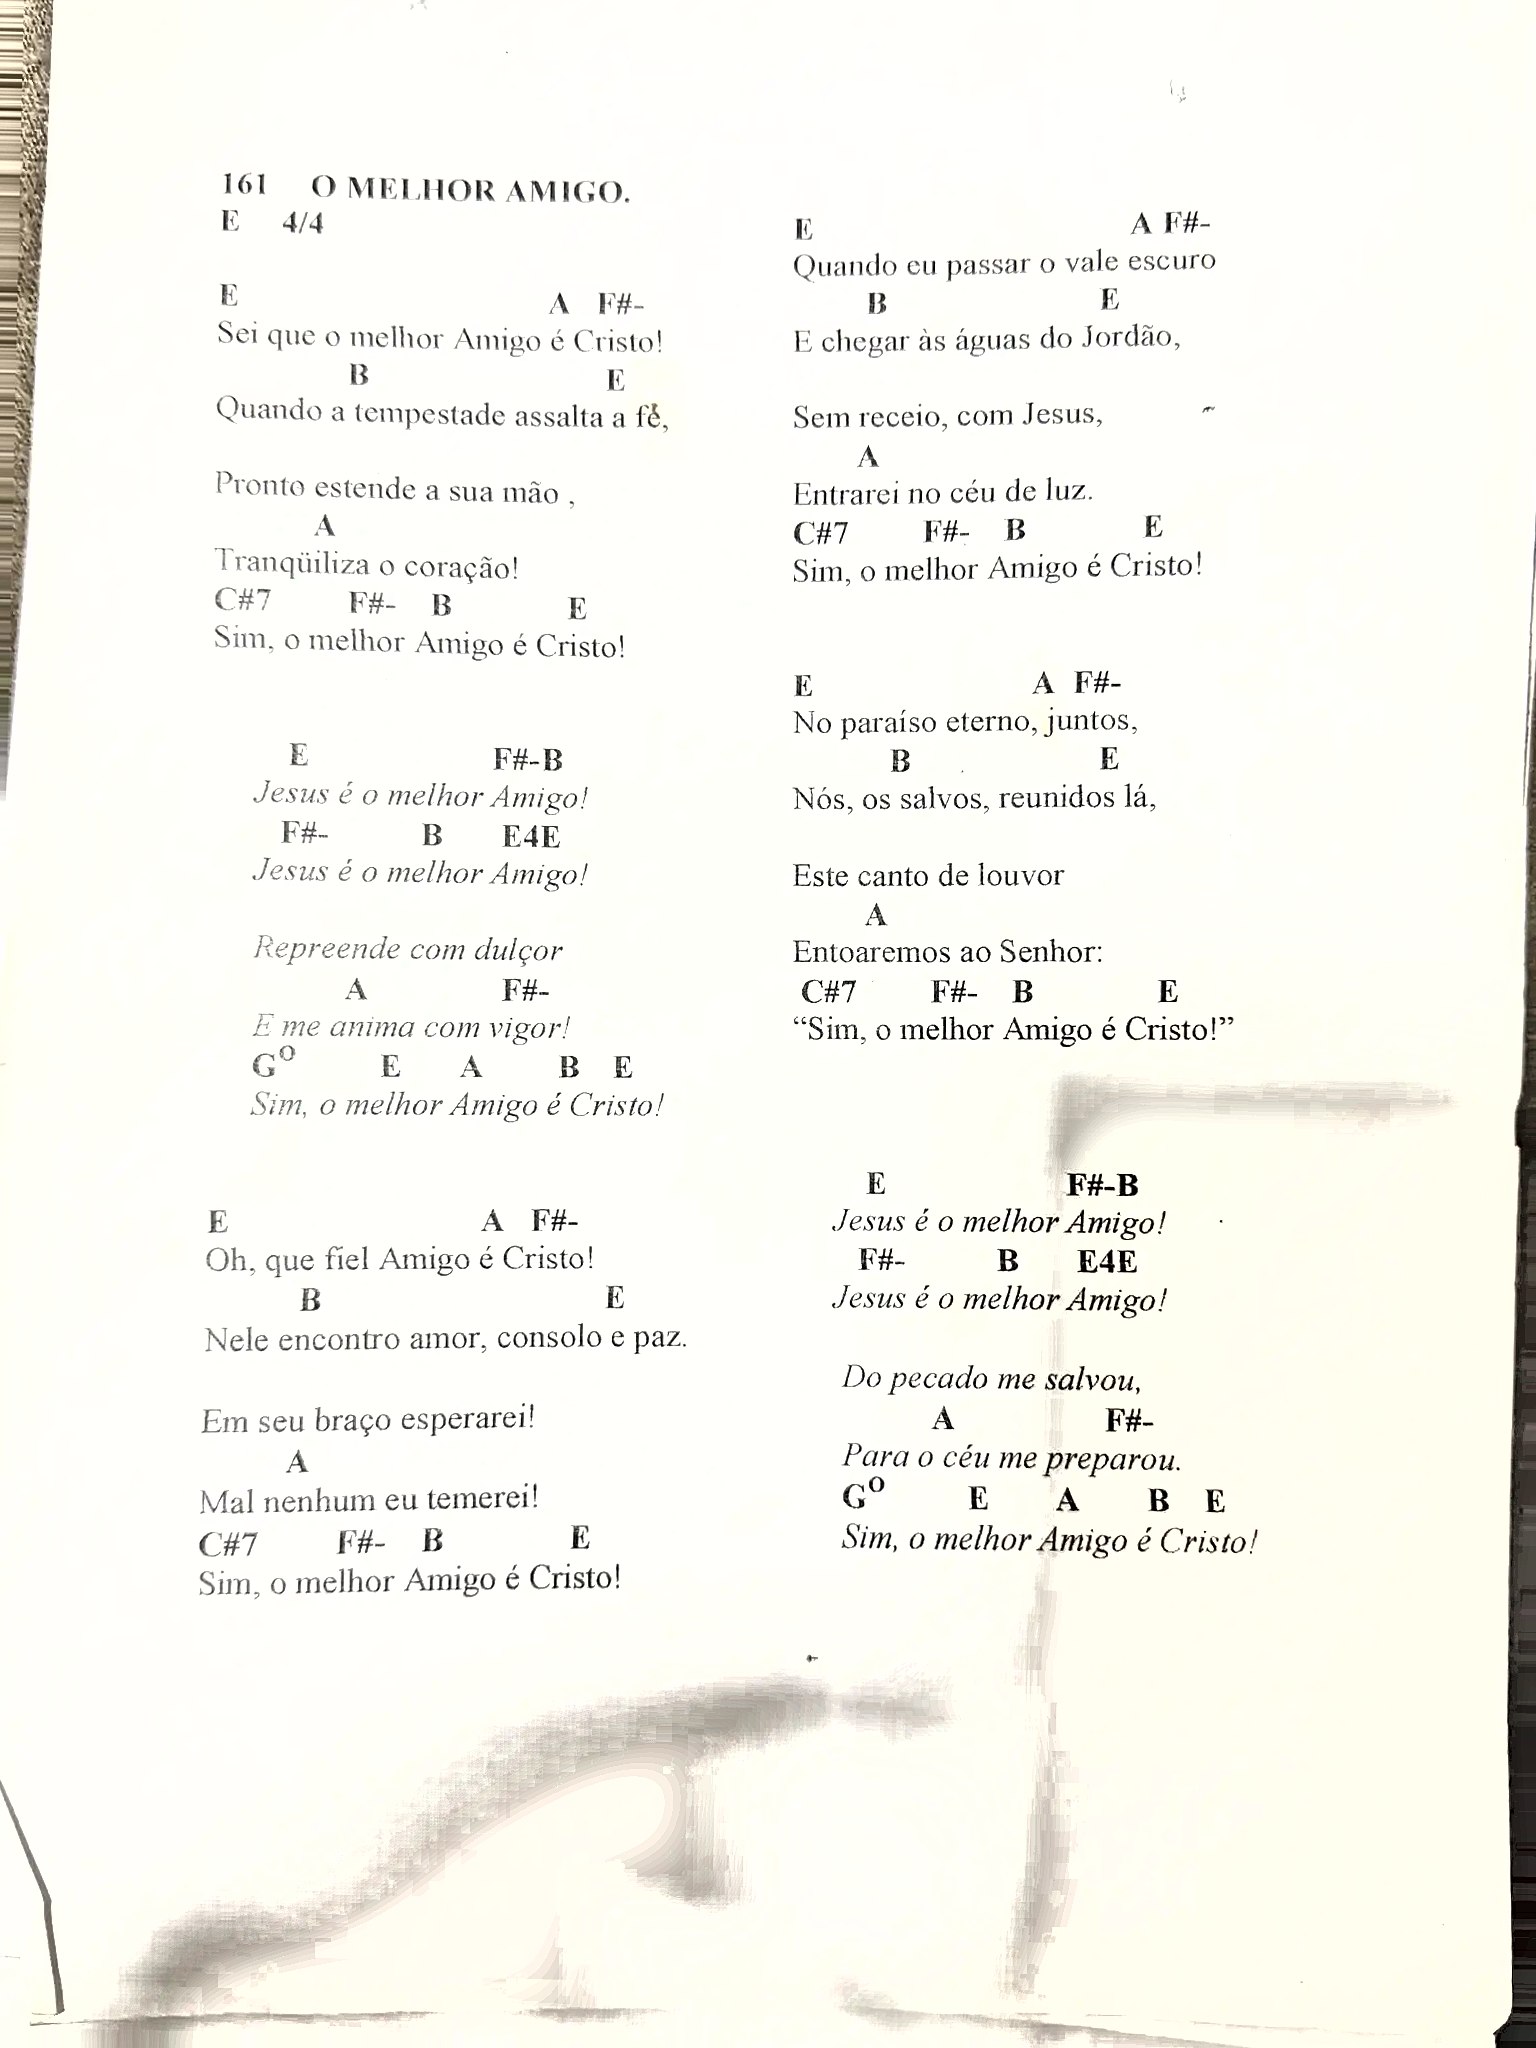 161 O MELHOR AMIGO.
E 4/4
E A F#-
Sei que o melhor Amigo é Cristo!
B E
Quando a tempestade assalta a fé,
Pronto estende a sua mão ,
A
Tranqüiliza o coração!
C#7 F#- B E
Sim, o melhor Amigo é Cristo!
E F#-B
Jesus é o melhor Amigo!
F#- B E4E
Jesus é o melhor Amigo!
Repreende com dulçor
A F#-
E me anima com vigor!
Gº E A B E
Sim, o melhor Amigo é Cristo!
E A F#-
Oh, que fiel Amigo é Cristo!
B E
Nele encontro amor, consolo e paz.
Em seu braço esperarei!
A
Mal nenhum eu temerei!
C#7 F#- B E
Sim, o melhor Amigo é Cristo!
E A F#-
Quando eu passar o vale escuro
B E
E chegar às águas do Jordão,
Sem receio, com Jesus,
A
Entrarei no céu de luz.
C#7 F#- B E
Sim, o melhor Amigo é Cristo!
E A F#-
No paraíso eterno, juntos,
B E
Nós, os salvos, reunidos lá,
Este canto de louvor
A
Entoaremos ao Senhor:
C#7 F#- B E
“Sim, o melhor Amigo é Cristo!”
E F#-B
Jesus é o melhor Amigo!
F#- B E4E
Jesus é o melhor Amigo!
Do pecado me salvou,
A F#-
Para o céu me preparou.
Gº E A B E
Sim, o melhor Amigo é Cristo!